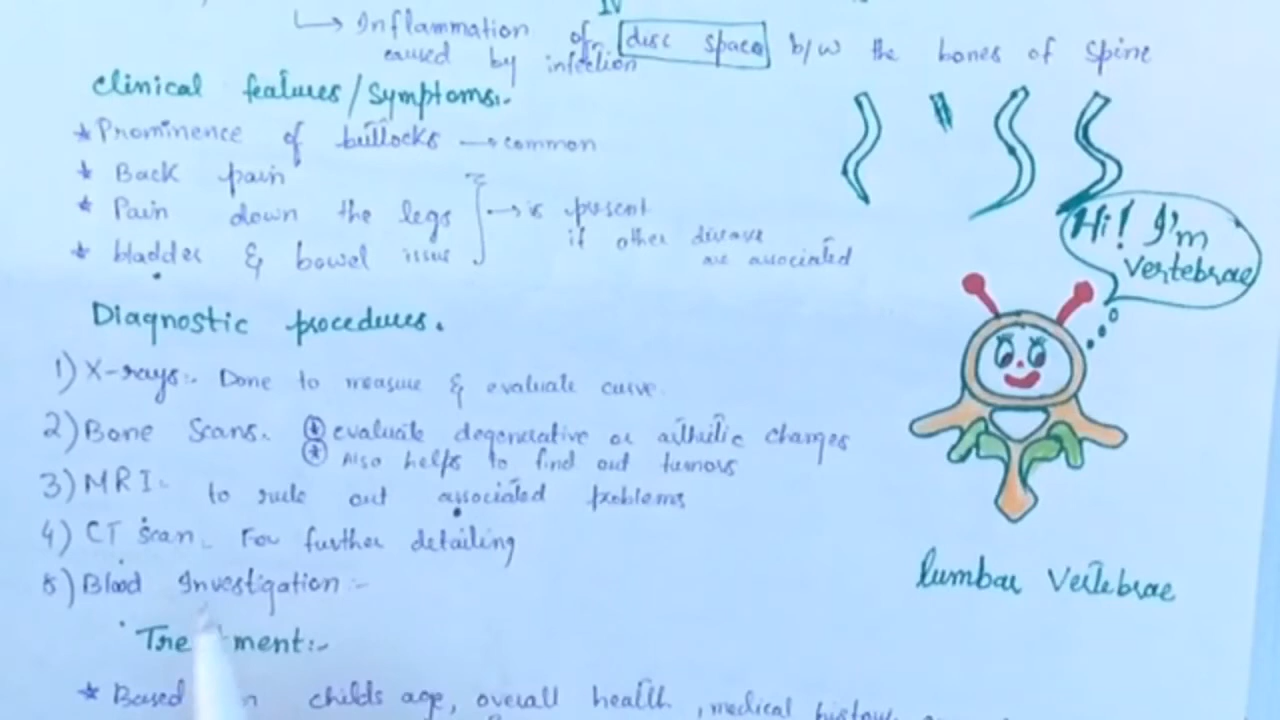 IV
↳ Inflammation of disc space b/w the bones of spine
caused by infection
Clinical features/symptoms:-
* Prominence of buttocks → common
* Back pain
* Pain down the legs → is present
if other disease
* bladder & bowel issue are associated
Hi! I'm
vertebrae
Diagnostic procedures.
1) X-rays:- Done to measure & evaluate curve.
2) Bone Scans. * evaluate degenerative or arthritic changes
* Also helps to find out tumors
3) MRI- to rule out associated problems
4) CT scan- For further detailing
5) Blood Investigation:-
lumbar Vertebrae
Tre ment:-
* Based childs age, overall health, medical history